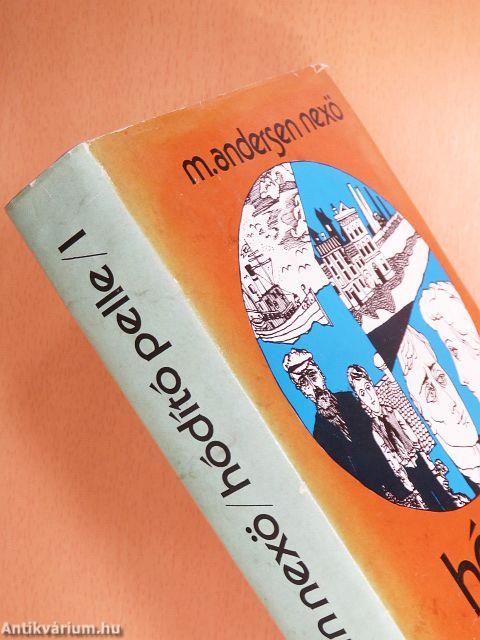 m.andersen nexö
n nexö/hódító pelle/I
hó
Antikvárium.hu